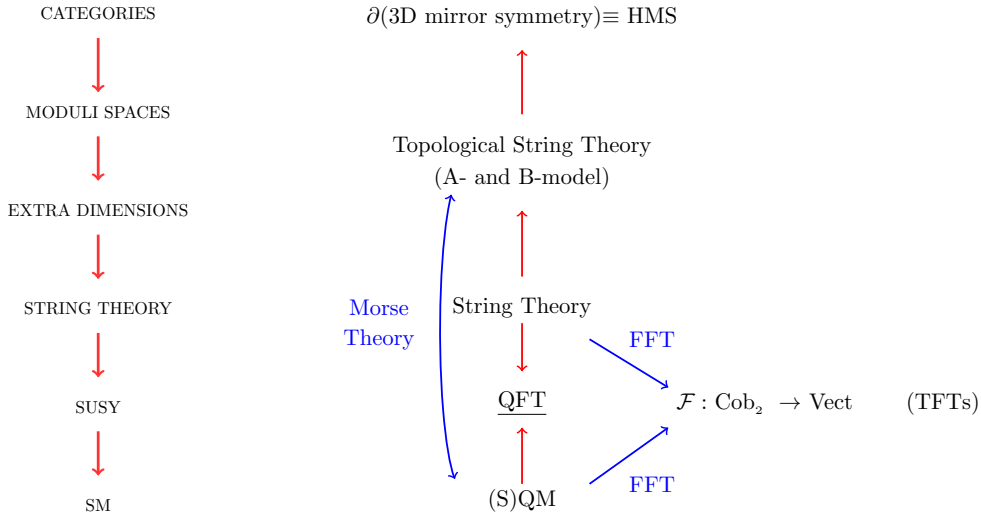 CATEGORIES
MODULI SPACES
EXTRA DIMENSIONS
STRING THEORY
SUSY
SM
∂(3D mirror symmetry)≡ HMS
Topological String Theory
(A- and B-model)
Morse
Theory
String Theory
FFT
QFT
ℱ : Cob₂ → Vect (TFTs)
FFT
(S)QM